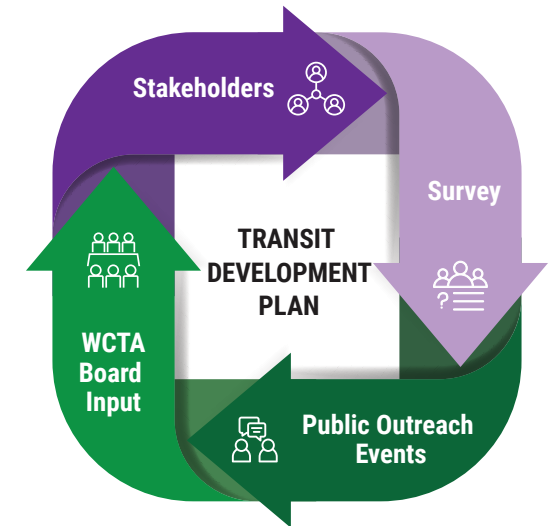 Stakeholders
Survey
TRANSIT
DEVELOPMENT
PLAN
WCTA
Board
Input
Public Outreach
Events
?